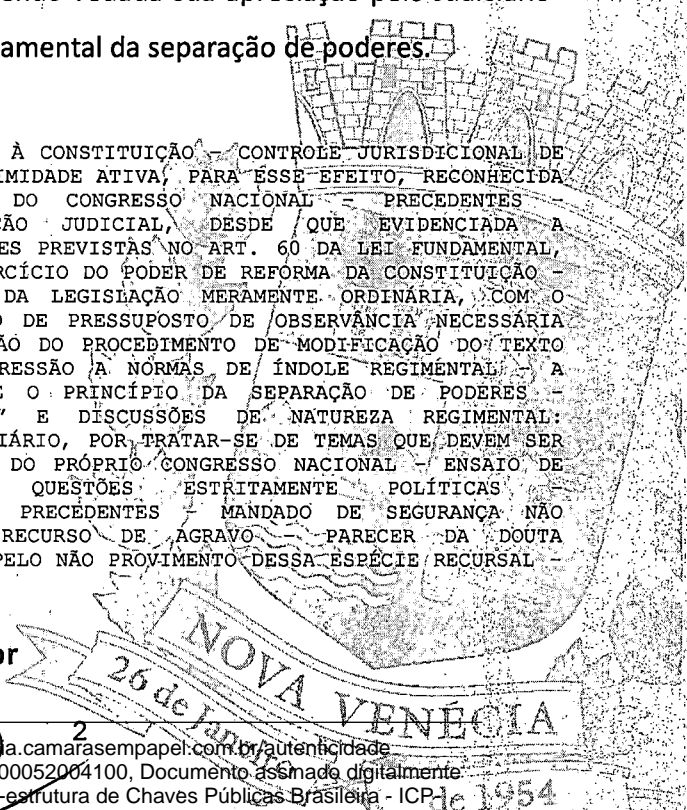 amental da separação de poderes.
À CONSTITUIÇÃO – CONTROLE JURISDICIONAL DE
IMIDADE ATIVA, PARA ESSE EFEITO, RECONHECIDA
DO CONGRESSO NACIONAL – PRECEDENTES –
ÃO JUDICIAL, DESDE QUE EVIDENCIADA A
ES PREVISTAS NO ART. 60 DA LEI FUNDAMENTAL,
RCÍCIO DO PODER DE REFORMA DA CONSTITUIÇÃO –
DA LEGISLAÇÃO MERAMENTE ORDINÁRIA, COM O
O DE PRESSUPOSTO DE OBSERVÂNCIA NECESSÁRIA
ÃO DO PROCEDIMENTO DE MODIFICAÇÃO DO TEXTO
RESSÃO A NORMAS DE ÍNDOLE REGIMENTAL – A
E O PRINCÍPIO DA SEPARAÇÃO DE PODERES –
” E DISCUSSÕES DE NATUREZA REGIMENTAL:
IÁRIO, POR TRATAR-SE DE TEMAS QUE DEVEM SER
DO PRÓPRIO CONGRESSO NACIONAL – ENSAIO DE
QUESTÕES ESTRITAMENTE POLÍTICAS –
PRECEDENTES – MANDADO DE SEGURANÇA NÃO
RECURSO DE AGRAVO – PARECER DA DOUTA
PELO NÃO PROVIMENTO DESSA ESPÉCIE RECURSAL –
or
NOVA VENÉCIA
26 de Janeiro de 1954
2
ia.camarasempapel.com.br/autenticidade
00052004100, Documento assinado digitalmente
-estrutura de Chaves Públicas Brasileira - ICP-